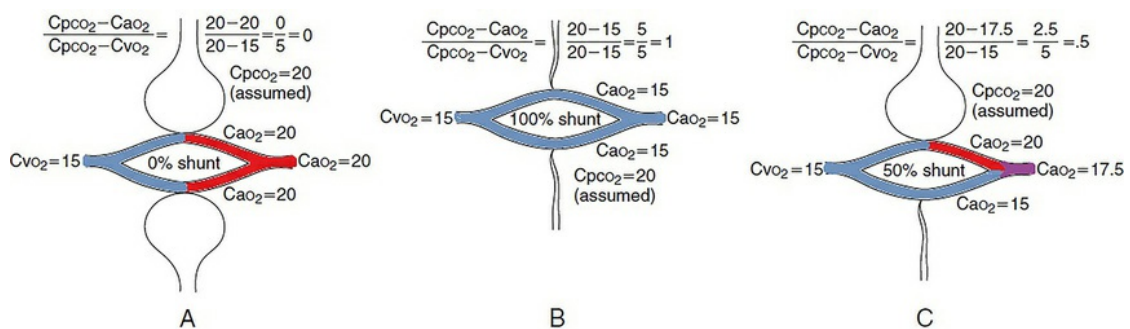 Cpco₂−Cao₂ / Cpco₂−Cvo₂ = 20−20 / 20−15 = 0 / 5 = 0
Cpco₂=20
(assumed)
Cao₂=20
Cvo₂=15
0% shunt
Cao₂=20
Cao₂=20
A
Cpco₂−Cao₂ / Cpco₂−Cvo₂ = 20−15 / 20−15 = 5 / 5 = 1
Cao₂=15
Cvo₂=15
100% shunt
Cao₂=15
Cao₂=15
Cpco₂=20
(assumed)
B
Cpco₂−Cao₂ / Cpco₂−Cvo₂ = 20−17.5 / 20−15 = 2.5 / 5 = .5
Cpco₂=20
(assumed)
Cao₂=20
Cvo₂=15
50% shunt
Cao₂=17.5
Cao₂=15
C